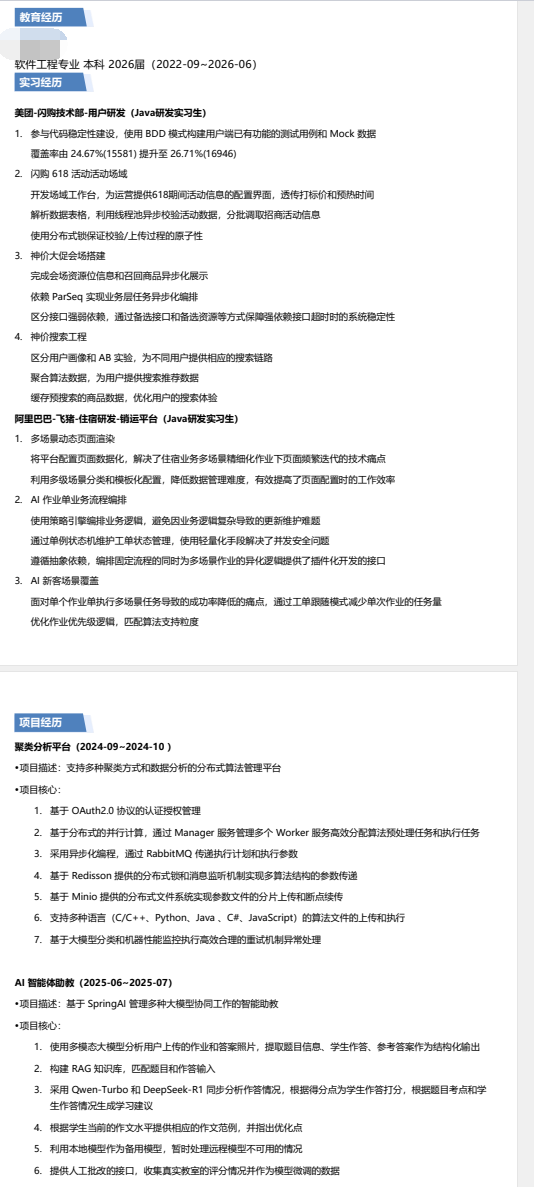 教育经历
软件工程专业 本科 2026届（2022-09~2026-06）
实习经历
美团-闪购技术部-用户研发（Java研发实习生）
1. 参与代码稳定性建设，使用 BDD 模式构建用户端已有功能的测试用例和 Mock 数据
覆盖率由 24.67%(15581) 提升至 26.71%(16946)
2. 闪购 618 活动活动场域
开发场域工作台，为运营提供618期间活动信息的配置界面，透传打标价和预热时间
解析数据表格，利用线程池异步校验活动数据，分批调取招商活动信息
使用分布式锁保证校验/上传过程的原子性
3. 神价大促会场搭建
完成会场资源位信息和召回商品异步化展示
依赖 ParSeq 实现业务层任务异步化编排
区分接口强弱依赖，通过备选接口和备选资源等方式保障强依赖接口超时时的系统稳定性
4. 神价搜索工程
区分用户画像和 AB 实验，为不同用户提供相应的搜索链路
聚合算法数据，为用户提供搜索推荐数据
缓存预搜索的商品数据，优化用户的搜索体验
阿里巴巴-飞猪-住宿研发-销运平台（Java研发实习生）
1. 多场景动态页面渲染
将平台配置页面数据化，解决了住宿业务多场景精细化作业下页面频繁迭代的技术痛点
利用多级场景分类和模板化配置，降低数据管理难度，有效提高了页面配置时的工作效率
2. AI 作业单业务流程编排
使用策略引擎编排业务逻辑，避免因业务逻辑复杂导致的更新维护难题
通过单例状态机维护工单状态管理，使用轻量化手段解决了并发安全问题
遵循抽象依赖，编排固定流程的同时为多场景作业的异化逻辑提供了插件化开发的接口
3. AI 新客场景覆盖
面对单个作业单执行多场景任务导致的成功率降低的痛点，通过工单跟随模式减少单次作业的任务量
优化作业优先级逻辑，匹配算法支持粒度
项目经历
聚类分析平台（2024-09~2024-10 ）
•项目描述：支持多种聚类方式和数据分析的分布式算法管理平台
•项目核心：
1. 基于 OAuth2.0 协议的认证授权管理
2. 基于分布式的并行计算，通过 Manager 服务管理多个 Worker 服务高效分配算法预处理任务和执行任务
3. 采用异步化编程，通过 RabbitMQ 传递执行计划和执行参数
4. 基于 Redisson 提供的分布式锁和消息监听机制实现多算法结构的参数传递
5. 基于 Minio 提供的分布式文件系统实现参数文件的分片上传和断点续传
6. 支持多种语言（C/C++、Python、Java 、C#、JavaScript）的算法文件的上传和执行
7. 基于大模型分类和机器性能监控执行高效合理的重试机制异常处理
AI 智能体助教（2025-06~2025-07）
•项目描述：基于 SpringAI 管理多种大模型协同工作的智能助教
•项目核心：
1. 使用多模态大模型分析用户上传的作业和答案照片，提取题目信息、学生作答、参考答案作为结构化输出
2. 构建 RAG 知识库，匹配题目和作答输入
3. 采用 Qwen-Turbo 和 DeepSeek-R1 同步分析作答情况，根据得分点为学生作答打分，根据题目考点和学
生作答情况生成学习建议
4. 根据学生当前的作文水平提供相应的作文范例，并指出优化点
5. 利用本地模型作为备用模型，暂时处理远程模型不可用的情况
6. 提供人工批改的接口，收集真实教室的评分情况并作为模型微调的数据